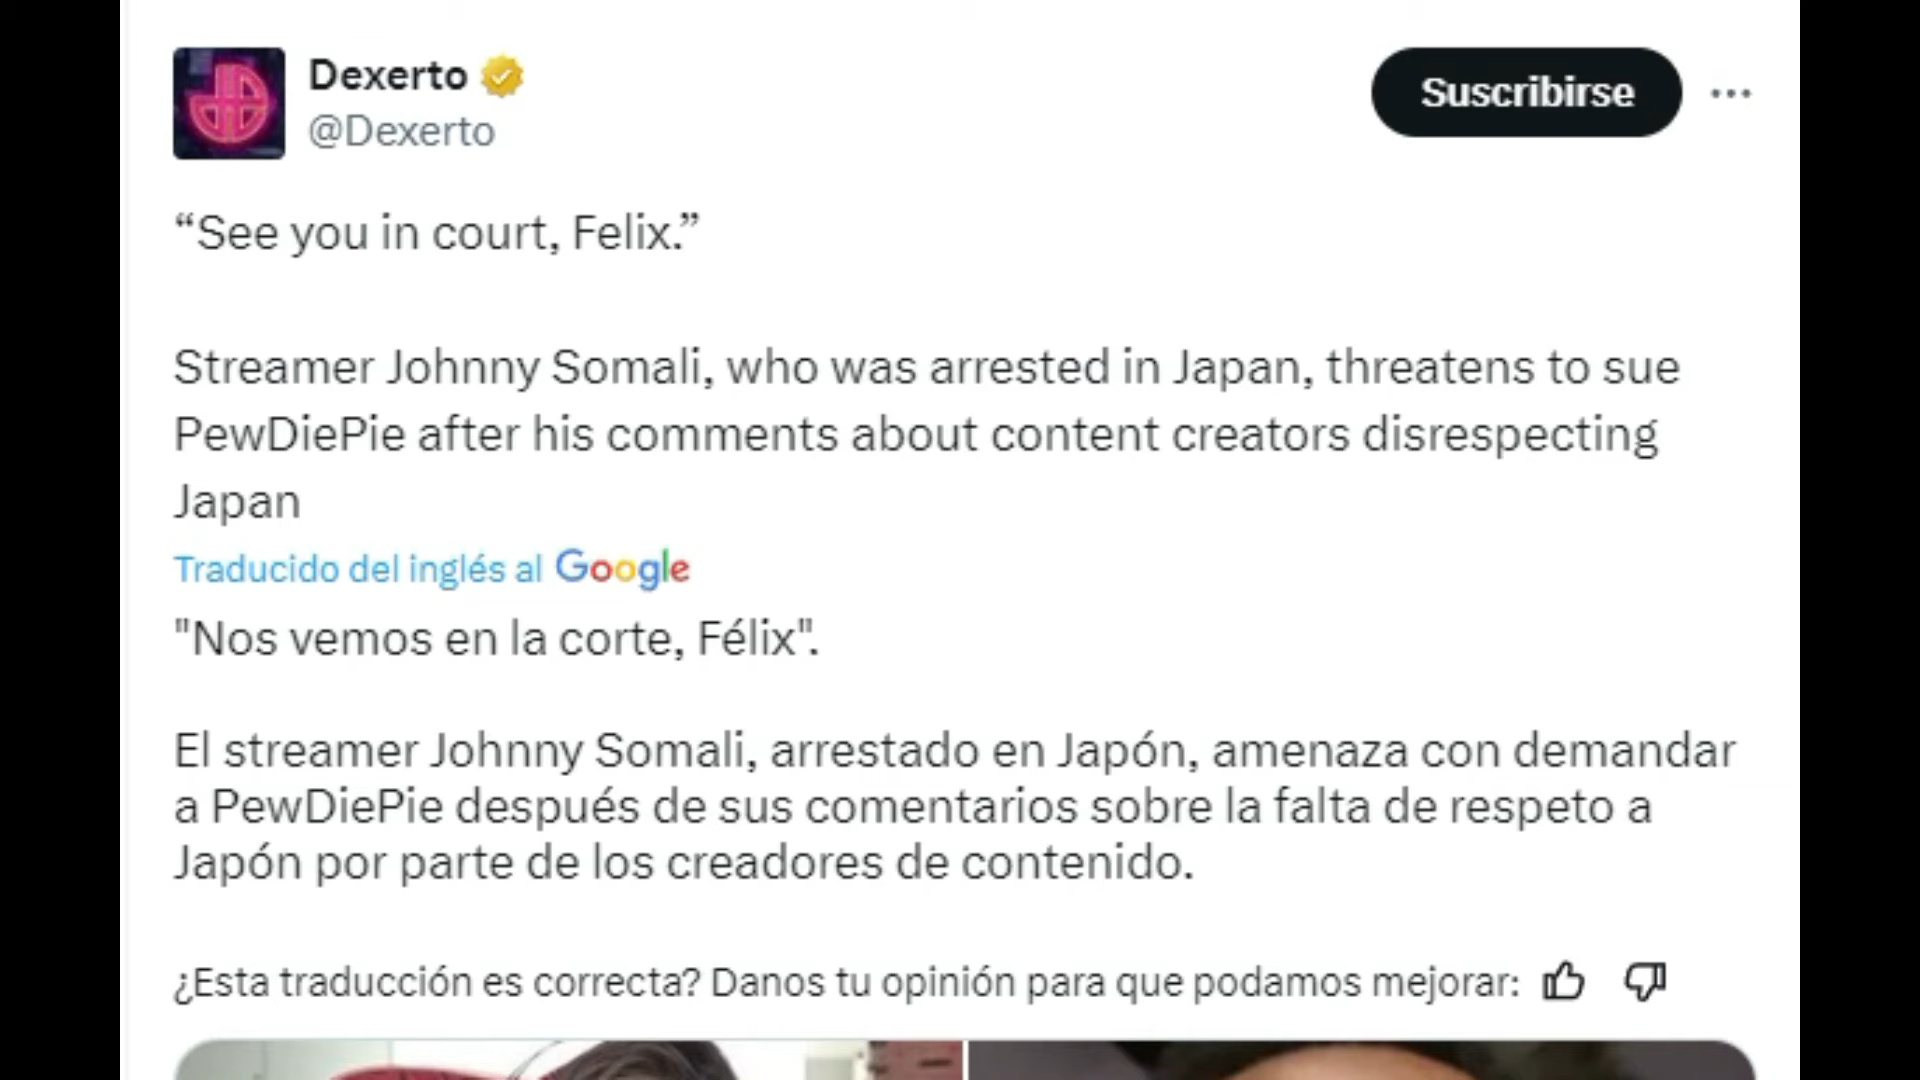 Dexerto
@Dexerto
Suscribirse
“See you in court, Felix.”
Streamer Johnny Somali, who was arrested in Japan, threatens to sue
PewDiePie after his comments about content creators disrespecting
Japan
Traducido del inglés al Google
"Nos vemos en la corte, Félix".
El streamer Johnny Somali, arrestado en Japón, amenaza con demandar
a PewDiePie después de sus comentarios sobre la falta de respeto a
Japón por parte de los creadores de contenido.
¿Esta traducción es correcta? Danos tu opinión para que podamos mejorar: